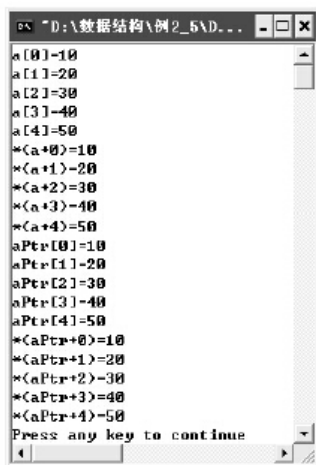 "D:\数据结构\例2_5\D...
a[0]=10
a[1]=20
a[2]=30
a[3]=40
a[4]=50
*(a+0)=10
*(a+1)=20
*(a+2)=30
*(a+3)=40
*(a+4)=50
aPtr[0]=10
aPtr[1]=20
aPtr[2]=30
aPtr[3]=40
aPtr[4]=50
*(aPtr+0)=10
*(aPtr+1)=20
*(aPtr+2)=30
*(aPtr+3)=40
*(aPtr+4)=50
Press any key to continue